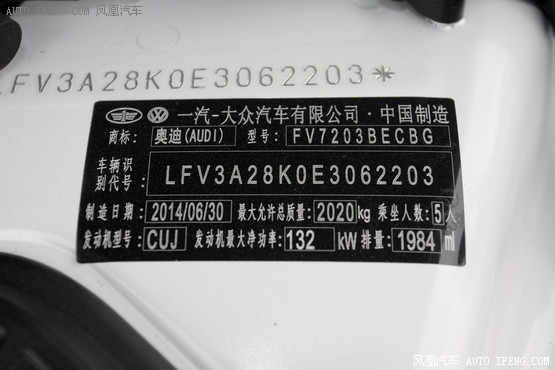 AUTO.IFENG.COM 凤凰汽车
LFV3A28K0E3062203*
一汽-大众汽车有限公司·中国制造
商标: 奥迪(AUDI) 型号: FV7203BECBG
车辆识别代号: LFV3A28K0E3062203
制造日期: 2014/06/30 最大允许总质量: 2020kg 乘坐人数: 5人
发动机型号: CUJ 发动机最大净功率: 132 kW 排量: 1984 ml
凤凰汽车 AUTO.IFENG.COM